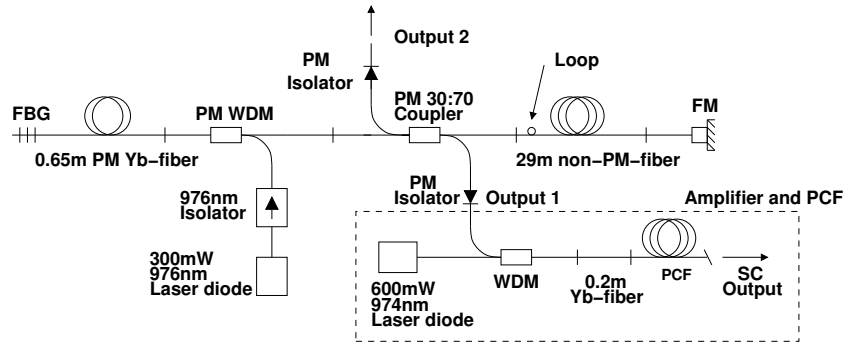 Output 2
PM
Isolator
Loop
FBG
PM WDM
PM 30:70
Coupler
FM
0.65m PM Yb-fiber
29m non-PM-fiber
976nm
Isolator
PM
Isolator
Output 1
Amplifier and PCF
300mW
976nm
Laser diode
600mW
974nm
Laser diode
WDM
0.2m
Yb-fiber
PCF
SC
Output